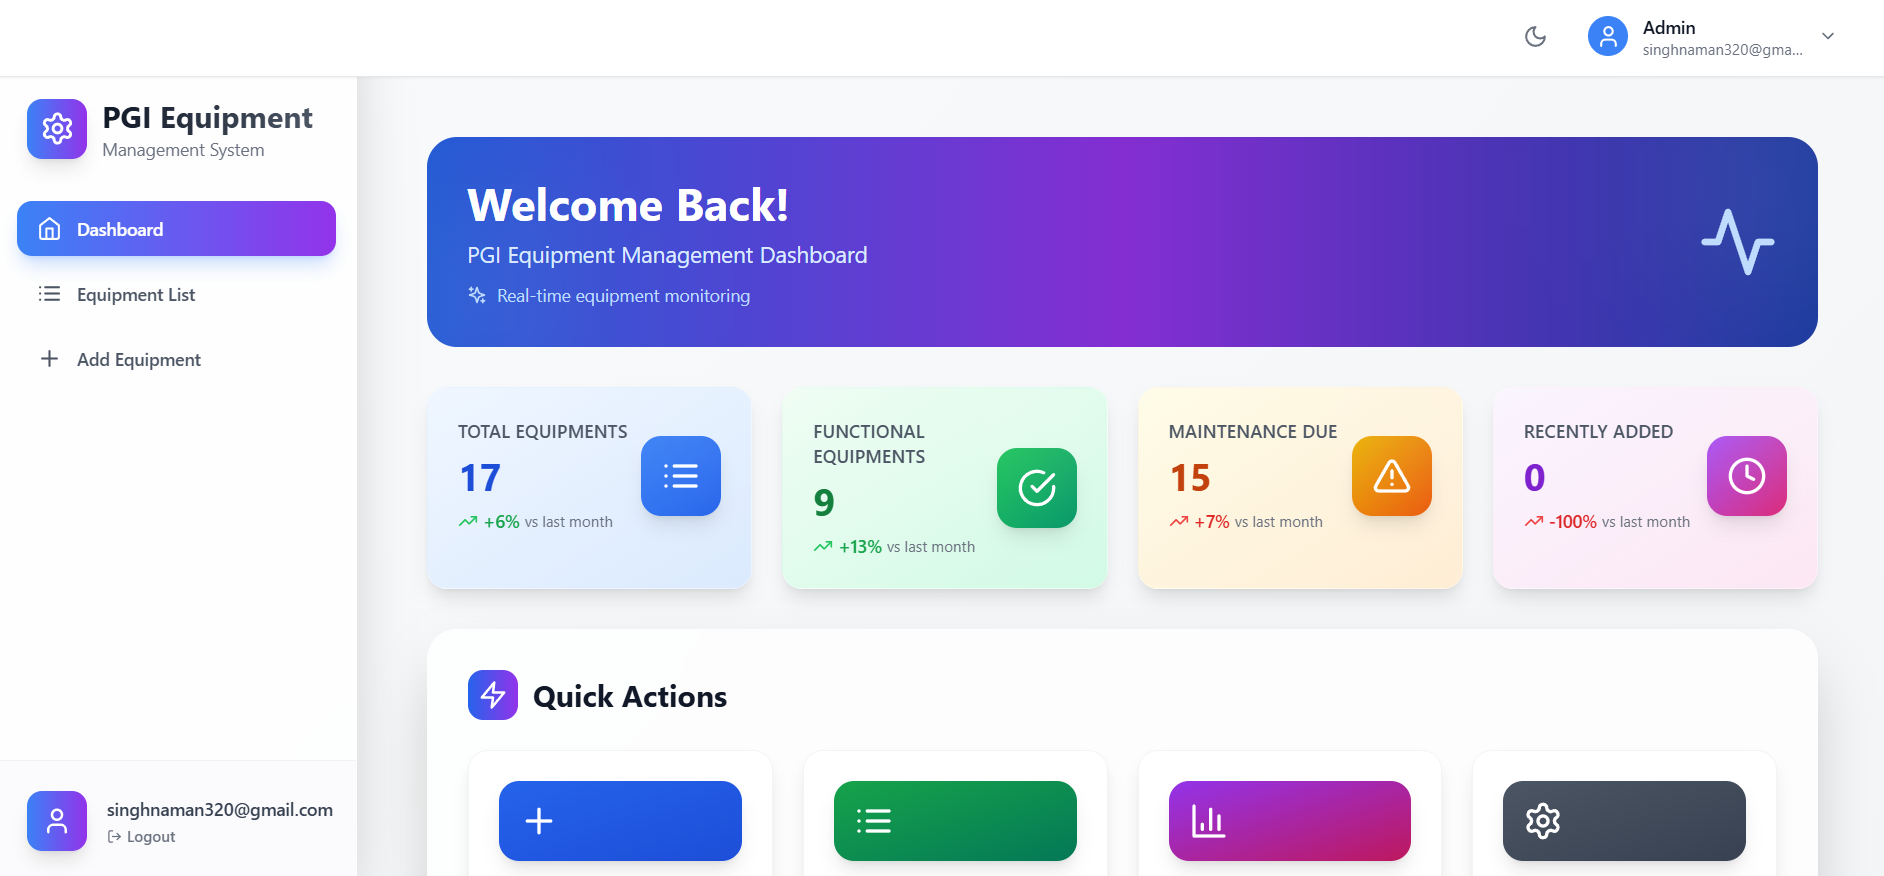 Admin
singhnaman320@gma...
PGI Equipment
Management System
Dashboard
Equipment List
Add Equipment
singhnaman320@gmail.com
Logout
Welcome Back!
PGI Equipment Management Dashboard
Real-time equipment monitoring
TOTAL EQUIPMENTS
17
+6% vs last month
FUNCTIONAL
EQUIPMENTS
9
+13% vs last month
MAINTENANCE DUE
15
+7% vs last month
RECENTLY ADDED
0
-100% vs last month
Quick Actions